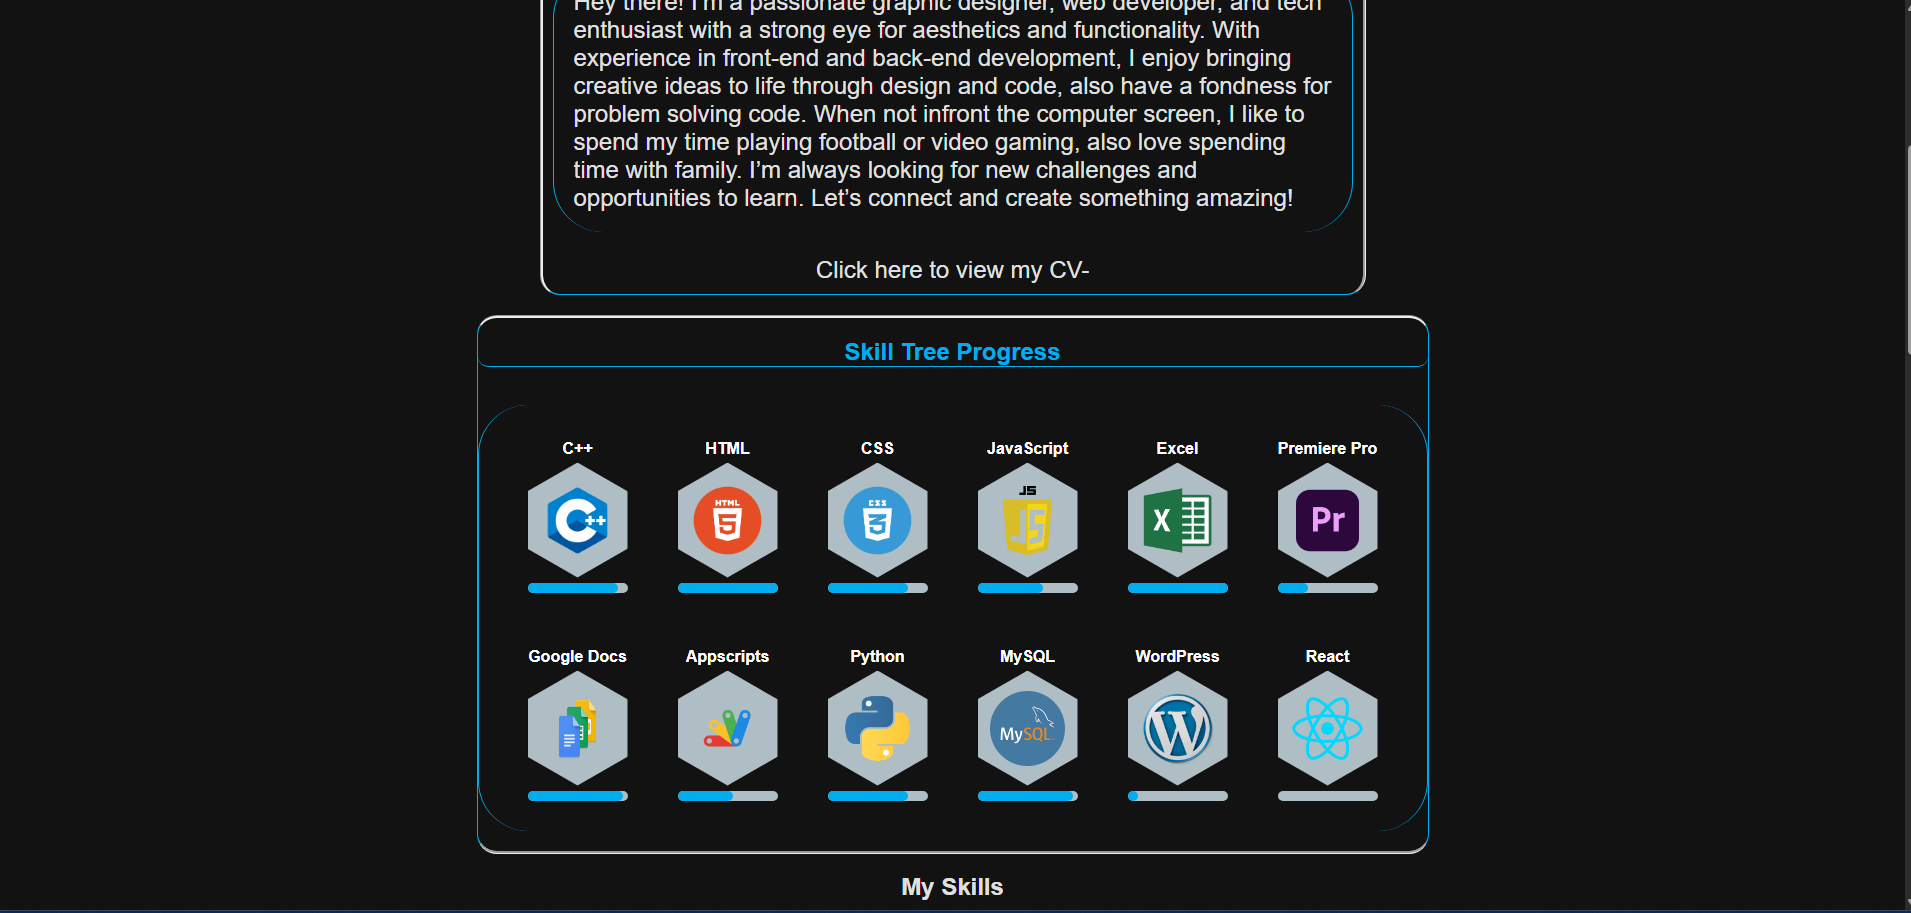 Hey there! I'm a passionate graphic designer, web developer, and tech
enthusiast with a strong eye for aesthetics and functionality. With
experience in front-end and back-end development, I enjoy bringing
creative ideas to life through design and code, also have a fondness for
problem solving code. When not infront the computer screen, I like to
spend my time playing football or video gaming, also love spending
time with family. I’m always looking for new challenges and
opportunities to learn. Let’s connect and create something amazing!
Click here to view my CV-
Skill Tree Progress
C++ HTML CSS JavaScript Excel Premiere Pro
C++ HTML 5 CSS 3 JS JS X Pr
Google Docs Appscripts Python MySQL WordPress React
MySQL W
My Skills